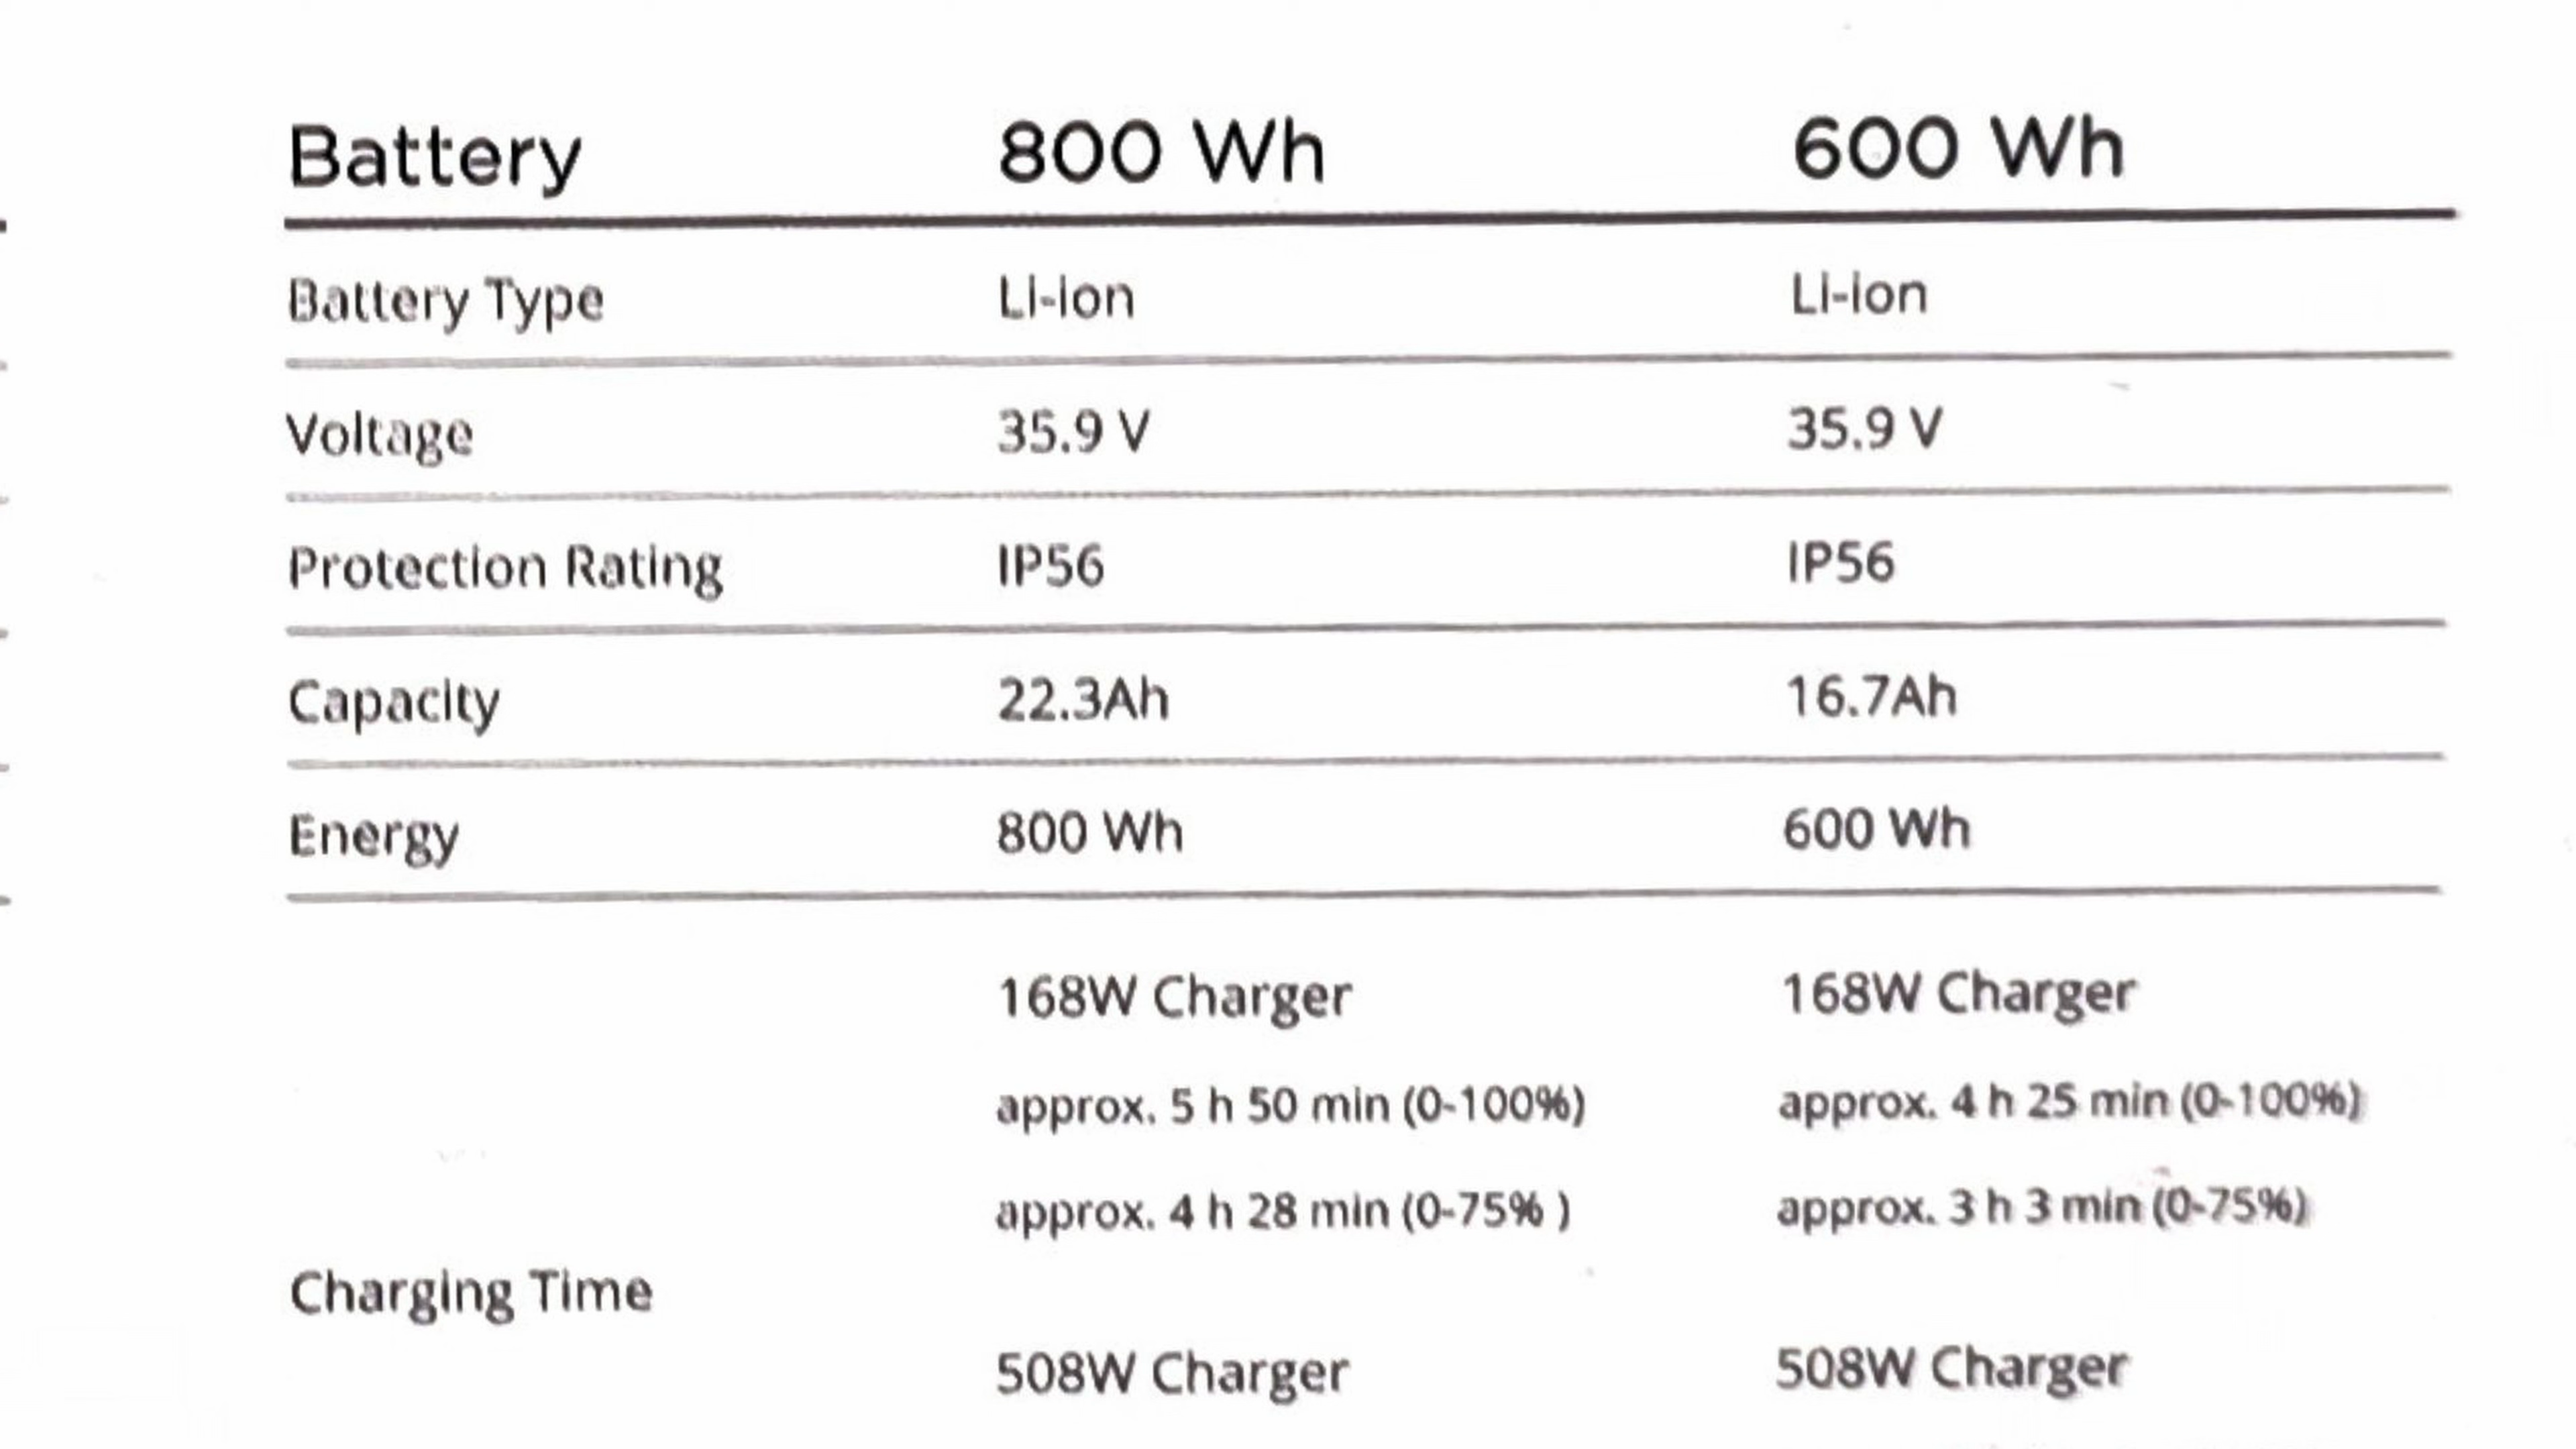 Battery 800 Wh 600 Wh
Battery Type Li-ion Li-ion
Voltage 35.9 V 35.9 V
Protection Rating IP56 IP56
Capacity 22.3Ah 16.7Ah
Energy 800 Wh 600 Wh
168W Charger 168W Charger
approx. 5 h 50 min (0-100%) approx. 4 h 25 min (0-100%)
approx. 4 h 28 min (0-75% ) approx. 3 h 3 min (0-75%)
Charging Time
508W Charger 508W Charger